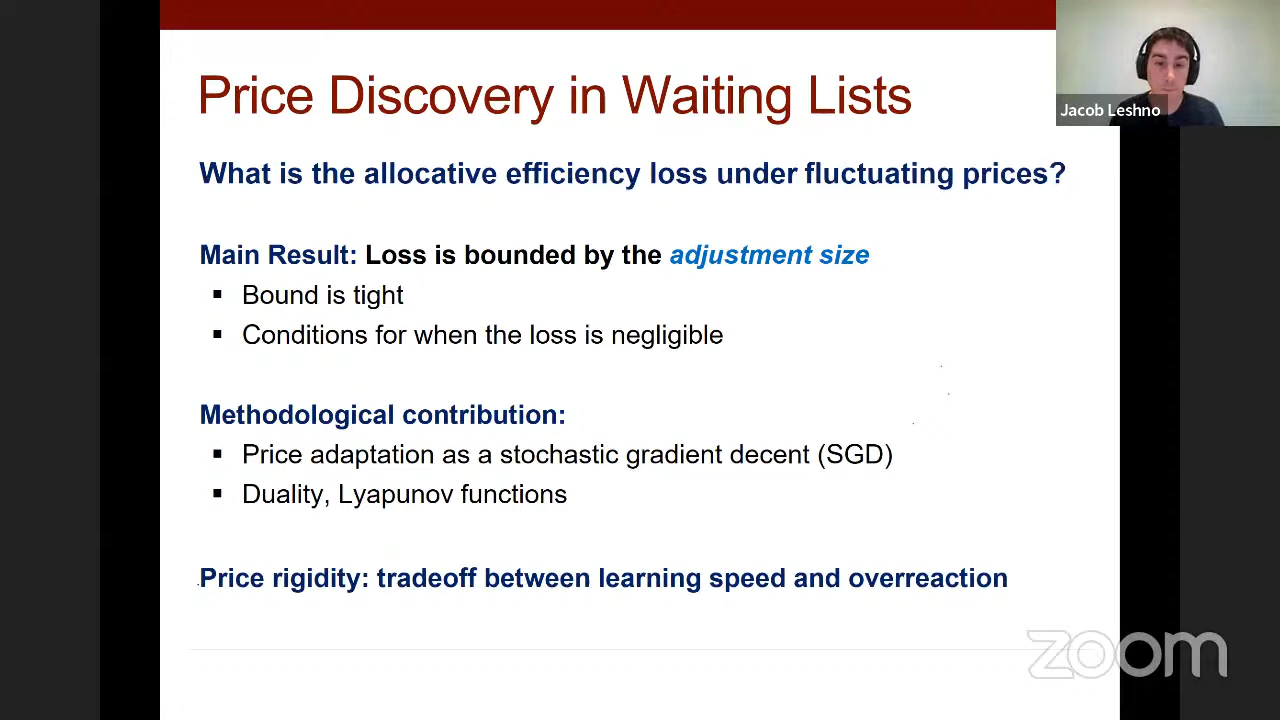 Price Discovery in Waiting Lists
Jacob Leshno
What is the allocative efficiency loss under fluctuating prices?
Main Result: Loss is bounded by the adjustment size
▪ Bound is tight
▪ Conditions for when the loss is negligible
Methodological contribution:
▪ Price adaptation as a stochastic gradient decent (SGD)
▪ Duality, Lyapunov functions
Price rigidity: tradeoff between learning speed and overreaction
zoom